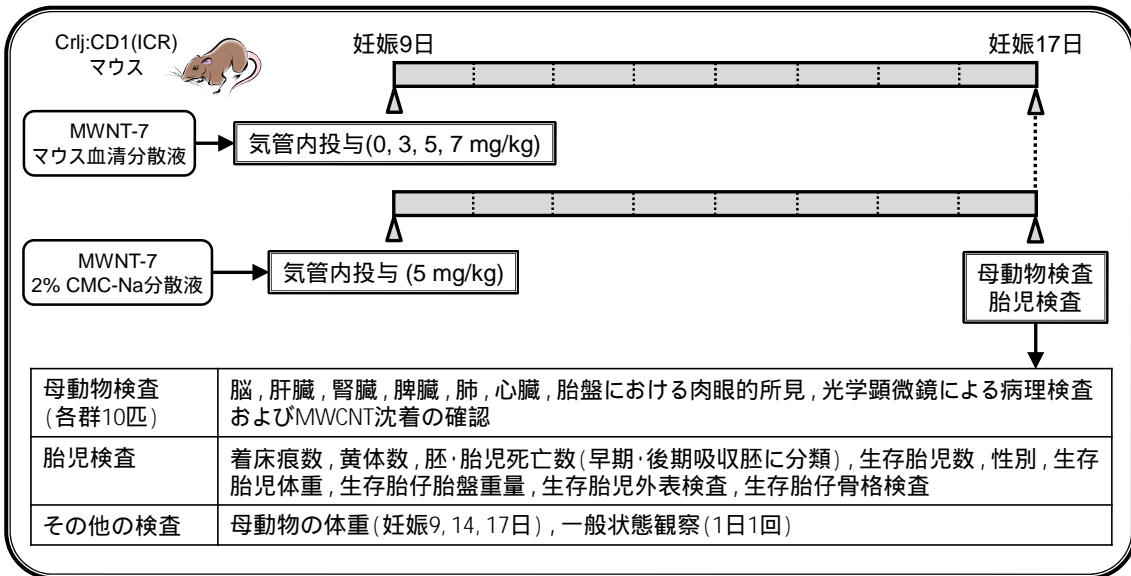 Crlj:CD1(ICR)
マウス
妊娠9日
妊娠17日
MWNT-7
マウス血清分散液
気管内投与(0, 3, 5, 7 mg/kg)
MWNT-7
2% CMC-Na分散液
気管内投与 (5 mg/kg)
母動物検査
胎児検査
母動物検査
(各群10匹)
脳，肝臓，腎臓，脾臓，肺，心臓，胎盤における肉眼的所見，光学顕微鏡による病理検査
およびMWCNT沈着の確認
胎児検査
着床痕数，黄体数，胚・胎児死亡数(早期・後期吸収胚に分類)，生存胎児数，性別，生存
胎児体重，生存胎仔胎盤重量，生存胎児外表検査，生存胎仔骨格検査
その他の検査
母動物の体重(妊娠9, 14, 17日)，一般状態観察(1日1回)